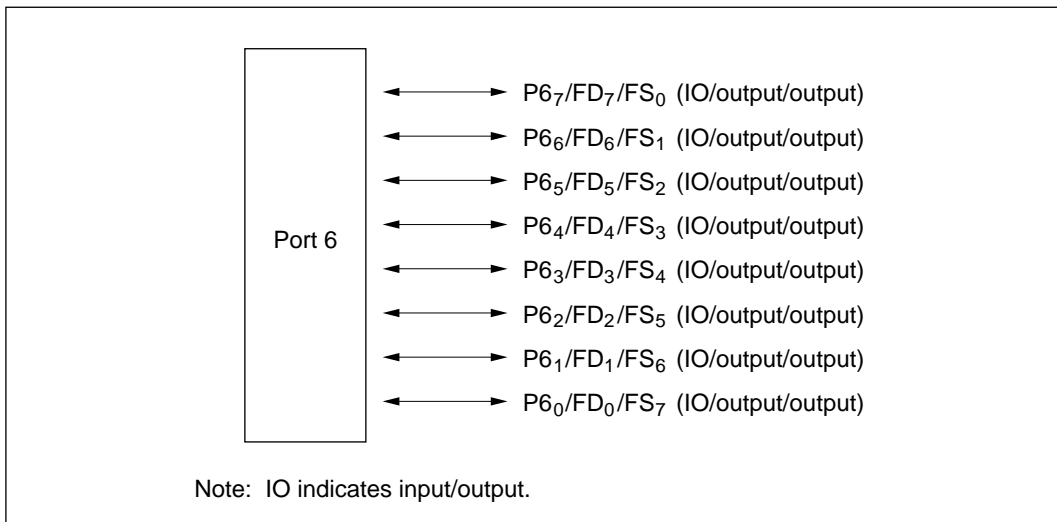 P6₇/FD₇/FS₀ (IO/output/output)
P6₆/FD₆/FS₁ (IO/output/output)
P6₅/FD₅/FS₂ (IO/output/output)
P6₄/FD₄/FS₃ (IO/output/output)
Port 6
P6₃/FD₃/FS₄ (IO/output/output)
P6₂/FD₂/FS₅ (IO/output/output)
P6₁/FD₁/FS₆ (IO/output/output)
P6₀/FD₀/FS₇ (IO/output/output)
Note: IO indicates input/output.